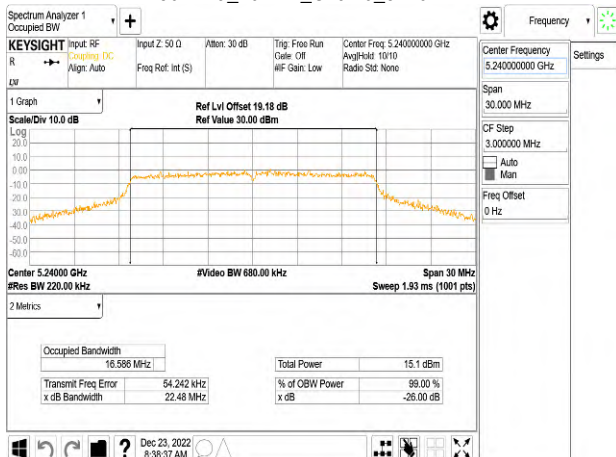 Spectrum Analyzer 1
Occupied BW
Frequency
KEYSIGHT
R
Input: RF
Coupling: DC
Align: Auto
Input Z: 50 Ω
Freq Ref: Int (S)
Atten: 30 dB
Trig: Free Run
Gate: Off
#IF Gain: Low
Center Freq: 5.240000000 GHz
Avg|Hold: 10/10
Radio Std: None
Center Frequency
5.240000000 GHz
Settings
Span
30.000 MHz
CF Step
3.000000 MHz
Auto
Man
Freq Offset
0 Hz
1 Graph
Scale/Div 10.0 dB
Ref Lvl Offset 19.18 dB
Ref Value 30.00 dBm
Log
20.0
10.0
0.00
-10.0
-20.0
-30.0
-40.0
-50.0
-60.0
Center 5.24000 GHz
#Res BW 220.00 kHz
#Video BW 680.00 kHz
Span 30 MHz
Sweep 1.93 ms (1001 pts)
2 Metrics
Occupied Bandwidth
16.586 MHz
Total Power 15.1 dBm
Transmit Freq Error 54.242 kHz
% of OBW Power 99.00 %
x dB Bandwidth 22.48 MHz
x dB -26.00 dB
?
Dec 23, 2022
8:38:37 AM